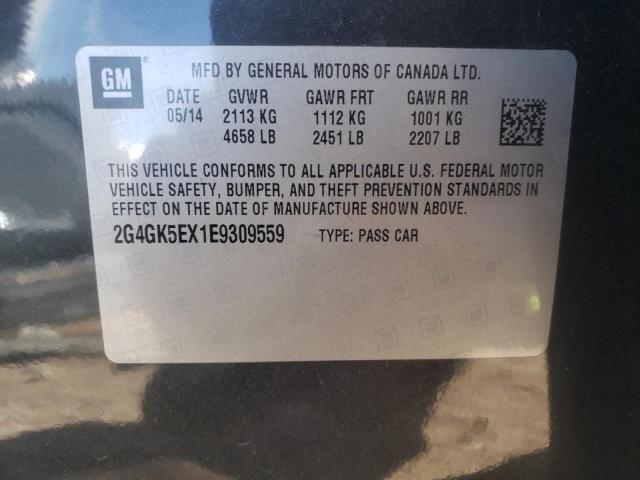 GM®
MFD BY GENERAL MOTORS OF CANADA LTD.
DATE GVWR GAWR FRT GAWR RR
05/14 2113 KG 1112 KG 1001 KG
4658 LB 2451 LB 2207 LB
THIS VEHICLE CONFORMS TO ALL APPLICABLE U.S. FEDERAL MOTOR
VEHICLE SAFETY, BUMPER, AND THEFT PREVENTION STANDARDS IN
EFFECT ON THE DATE OF MANUFACTURE SHOWN ABOVE.
2G4GK5EX1E9309559 TYPE: PASS CAR